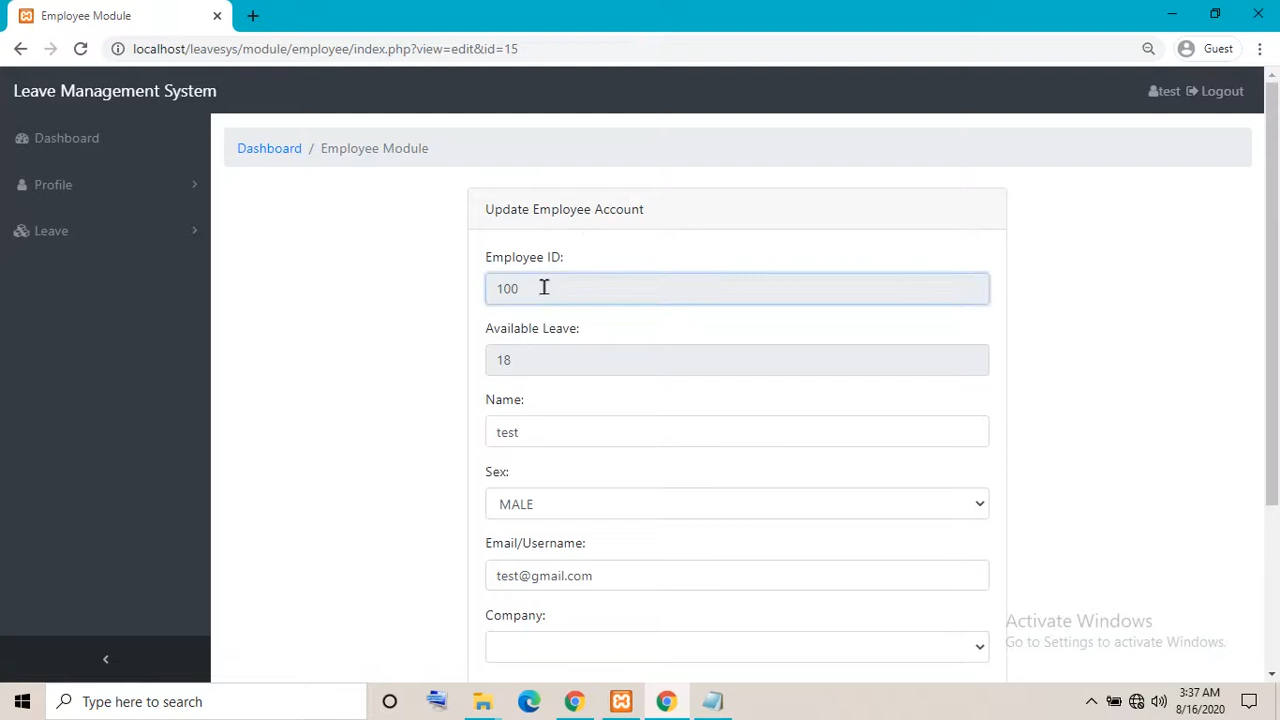 Employee Module
localhost/leavesys/module/employee/index.php?view=edit&id=15
Guest
Leave Management System
test Logout
Dashboard
Profile
Leave
Dashboard / Employee Module
Update Employee Account
Employee ID:
100
Available Leave:
18
Name:
test
Sex:
MALE
Email/Username:
test@gmail.com
Company:
Activate Windows
Go to Settings to activate Windows.
Type here to search
3:37 AM
8/16/2020